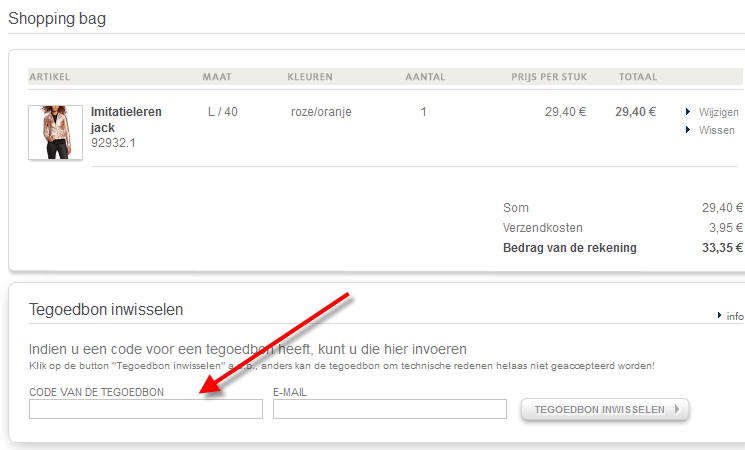 Shopping bag
ARTIKEL MAAT KLEUREN AANTAL PRIJS PER STUK TOTAAL
Imitatieleren L / 40 roze/oranje 1 29,40 € 29,40 € Wijzigen
jack
92932.1 Wissen
Som 29,40 €
Verzendkosten 3,95 €
Bedrag van de rekening 33,35 €
Tegoedbon inwisselen
info
Indien u een code voor een tegoedbon heeft, kunt u die hier invoeren
Klik op de button "Tegoedbon inwisselen" a.u.b., anders kan de tegoedbon om technische redenen helaas niet geaccepteerd worden!
CODE VAN DE TEGOEDBON E-MAIL
TEGOEDBON INWISSELEN